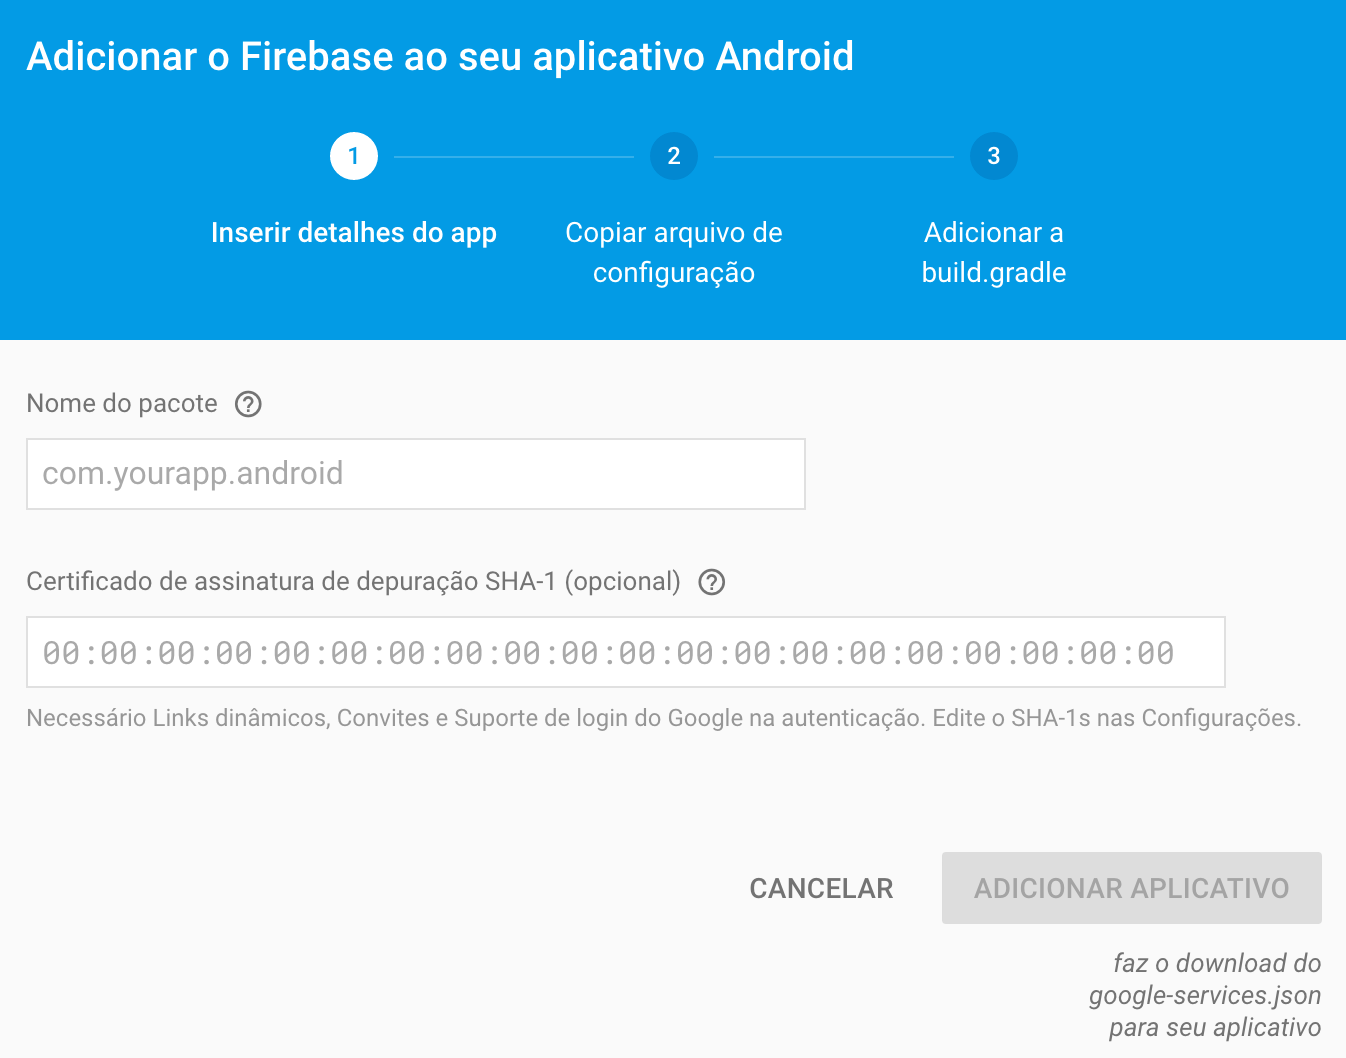 Adicionar o Firebase ao seu aplicativo Android
1
2
3
Inserir detalhes do app
Copiar arquivo de
configuração
Adicionar a
build.gradle
Nome do pacote ?
com.yourapp.android
Certificado de assinatura de depuração SHA-1 (opcional) ?
00:00:00:00:00:00:00:00:00:00:00:00:00:00:00:00:00:00:00:00
Necessário Links dinâmicos, Convites e Suporte de login do Google na autenticação. Edite o SHA-1s nas Configurações.
CANCELAR
ADICIONAR APLICATIVO
faz o download do
google-services.json
para seu aplicativo